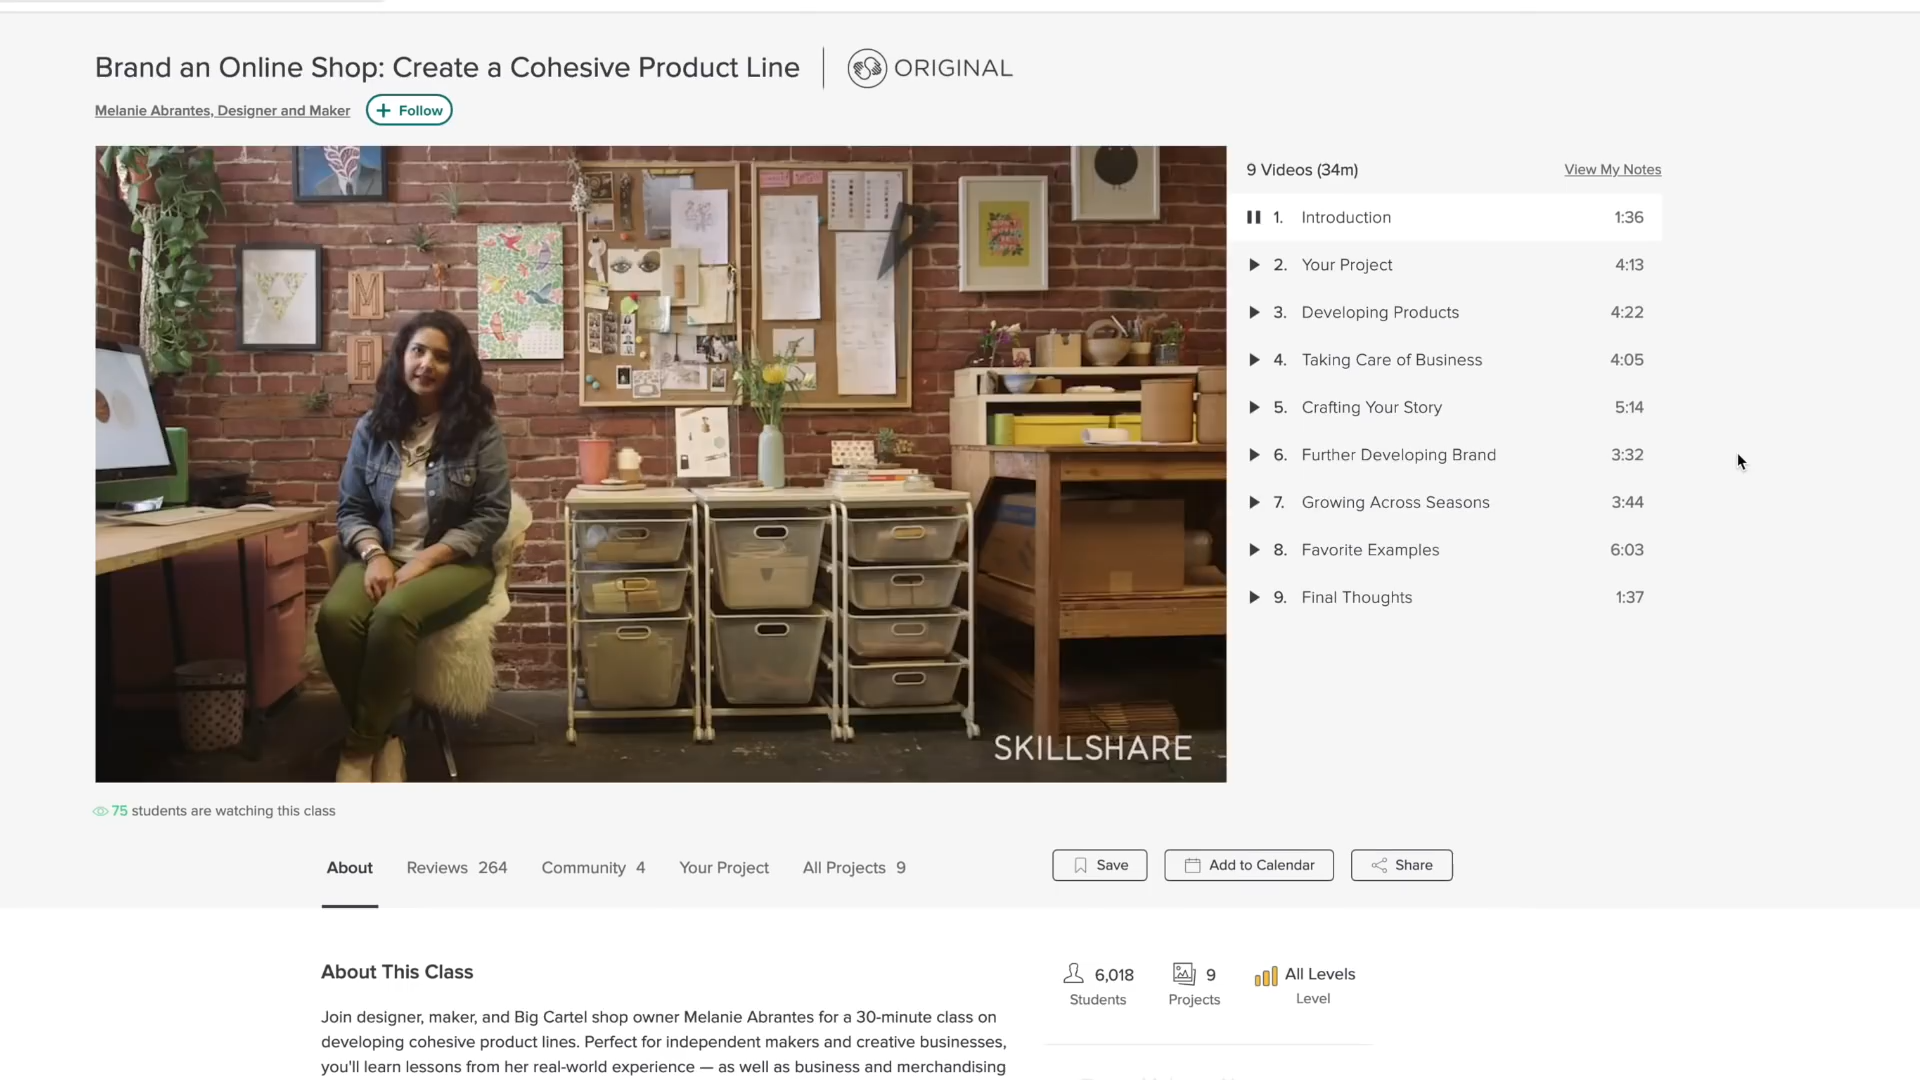 Brand an Online Shop: Create a Cohesive Product Line
ORIGINAL
Melanie Abrantes, Designer and Maker
+ Follow
M
A
SKILLSHARE
9 Videos (34m)
View My Notes
1. Introduction 1:36
2. Your Project 4:13
3. Developing Products 4:22
4. Taking Care of Business 4:05
5. Crafting Your Story 5:14
6. Further Developing Brand 3:32
7. Growing Across Seasons 3:44
8. Favorite Examples 6:03
9. Final Thoughts 1:37
75 students are watching this class
About Reviews 264 Community 4 Your Project All Projects 9
Save Add to Calendar Share
About This Class
Join designer, maker, and Big Cartel shop owner Melanie Abrantes for a 30-minute class on
developing cohesive product lines. Perfect for independent makers and creative businesses,
you'll learn lessons from her real-world experience — as well as business and merchandising
6,018 9 All Levels
Students Projects Level